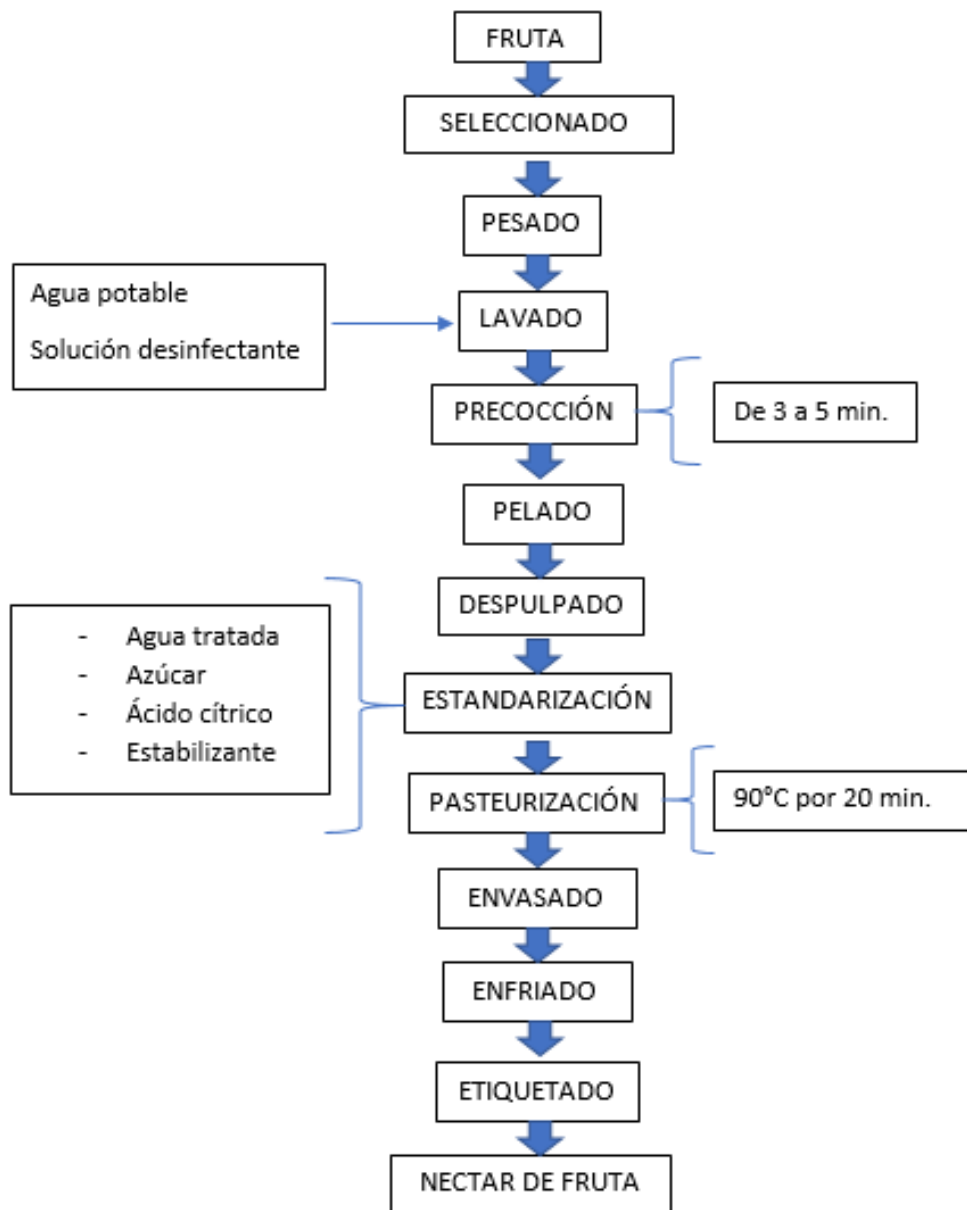 FRUTA
SELECCIONADO
PESADO
Agua potable
Solución desinfectante
LAVADO
PRECOCCIÓN
De 3 a 5 min.
PELADO
DESPULPADO
- Agua tratada
- Azúcar
- Ácido cítrico
- Estabilizante
ESTANDARIZACIÓN
PASTEURIZACIÓN
90°C por 20 min.
ENVASADO
ENFRIADO
ETIQUETADO
NECTAR DE FRUTA